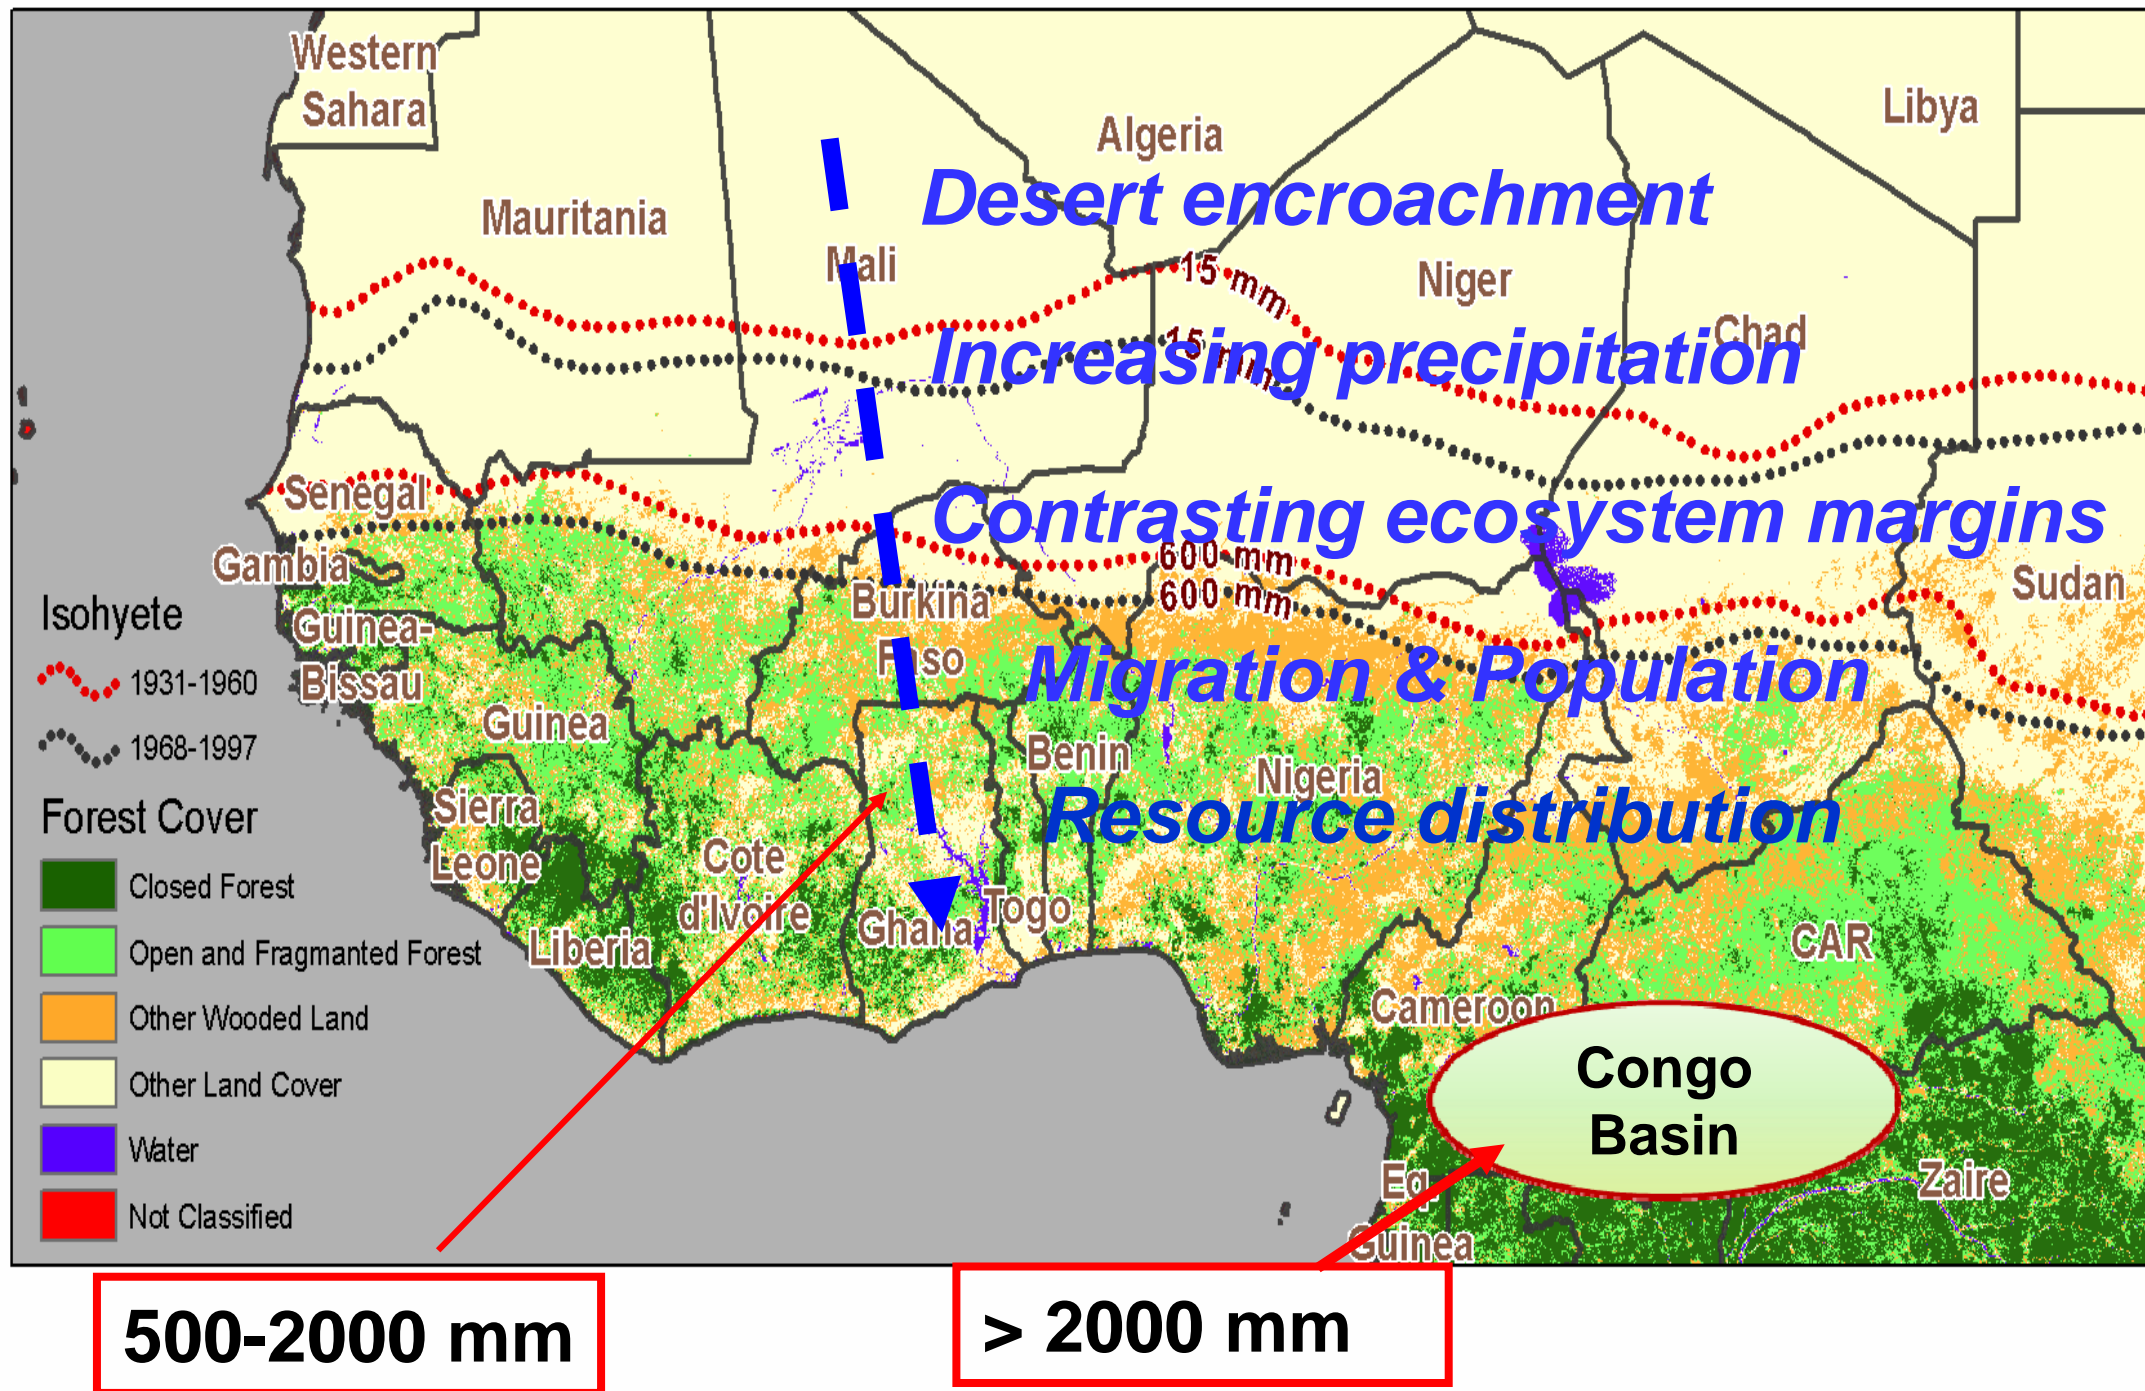 Western
Sahara
Algeria
Libya
Mauritania
Desert encroachment
Mali
15 mm
Niger
Chad
15 mm
Increasing precipitation
Senegal
Contrasting ecosystem margins
Gambia
600 mm
600 mm
Sudan
Burkina
Faso
Isohyete
1931-1960
1968-1997
Guinea-
Bissau
Migration & Population
Guinea
Benin
Nigeria
Sierra
Leone
Resource distribution
Cote
d'Ivoire
Ghana
Togo
Liberia
CAR
Cameroon
Forest Cover
Closed Forest
Open and Fragmanted Forest
Other Wooded Land
Other Land Cover
Water
Not Classified
Congo
Basin
Eq.
Guinea
Zaire
500-2000 mm
> 2000 mm